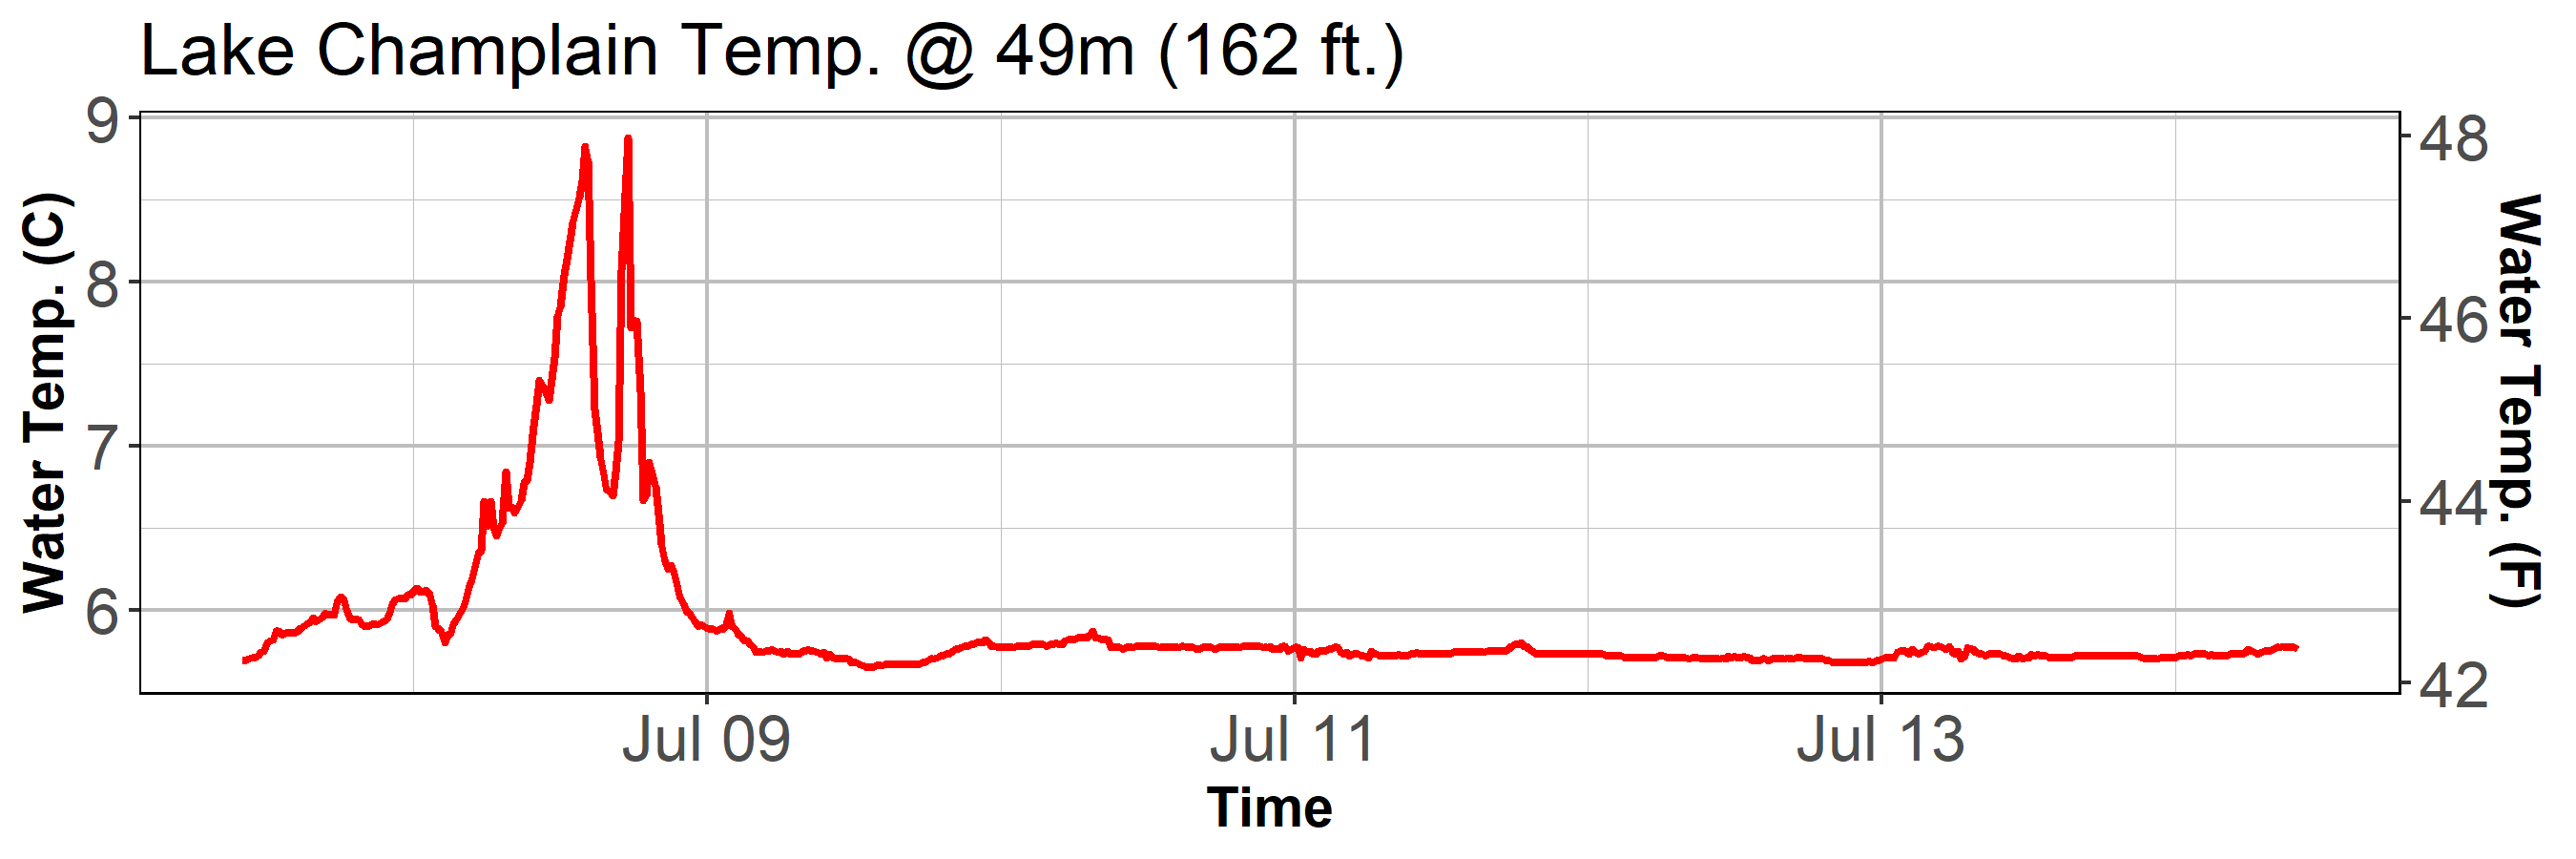 Lake Champlain Temp. @ 49m (162 ft.)
Water Temp. (C)
9
8
7
6
48
46
44
42
Water Temp. (F)
Jul 09 Jul 11 Jul 13
Time